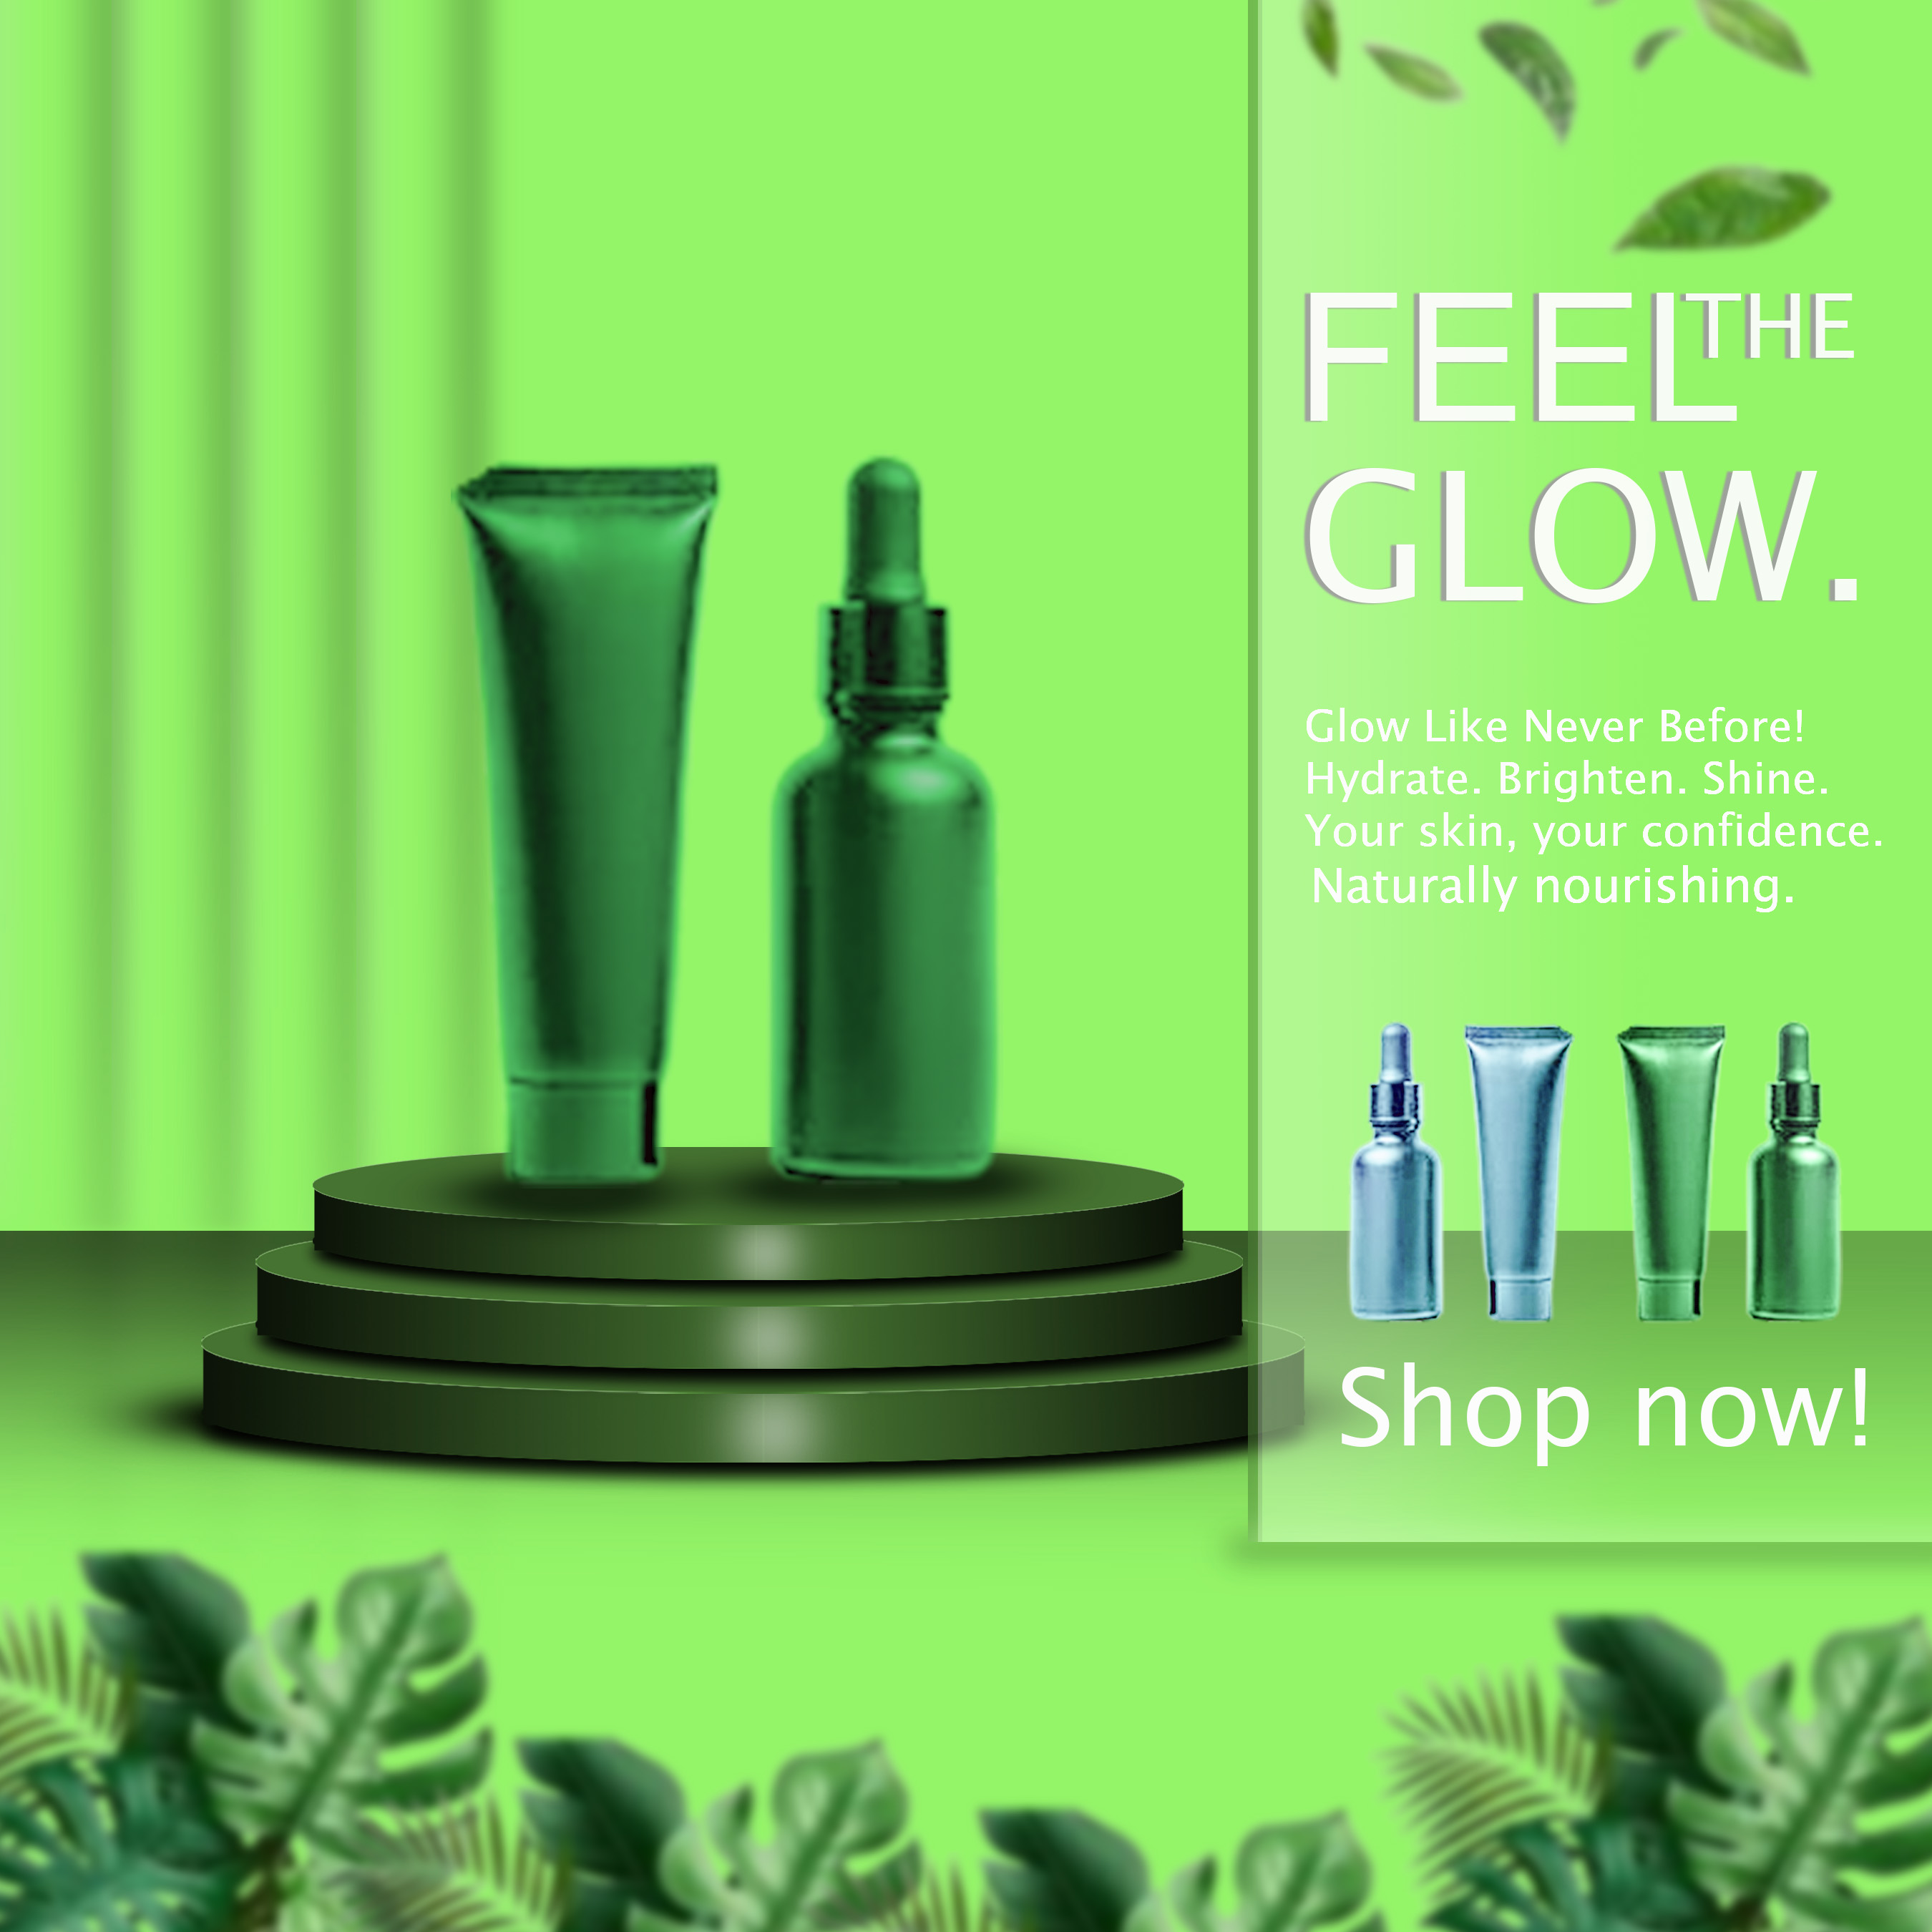 FEEL THE
GLOW.
Glow Like Never Before!
Hydrate. Brighten. Shine.
Your skin, your confidence.
Naturally nourishing.
Shop now!